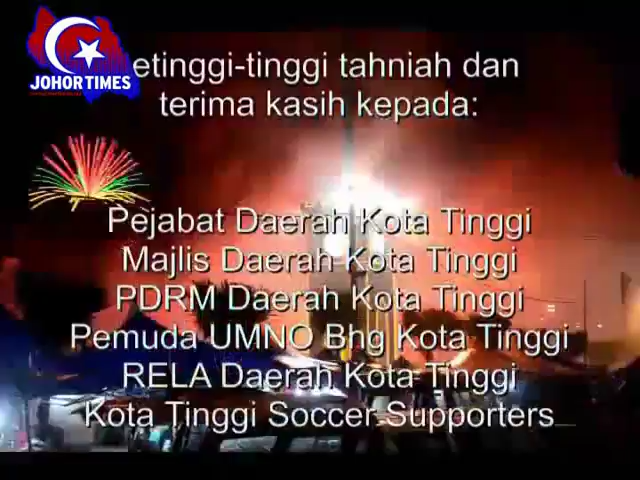 JOHOR TIMES
etinggi-tinggi tahniah dan
terima kasih kepada:
Pejabat Daerah Kota Tinggi
Majlis Daerah Kota Tinggi
PDRM Daerah Kota Tinggi
Pemuda UMNO Bhg Kota Tinggi
RELA Daerah Kota Tinggi
Kota Tinggi Soccer Supporters